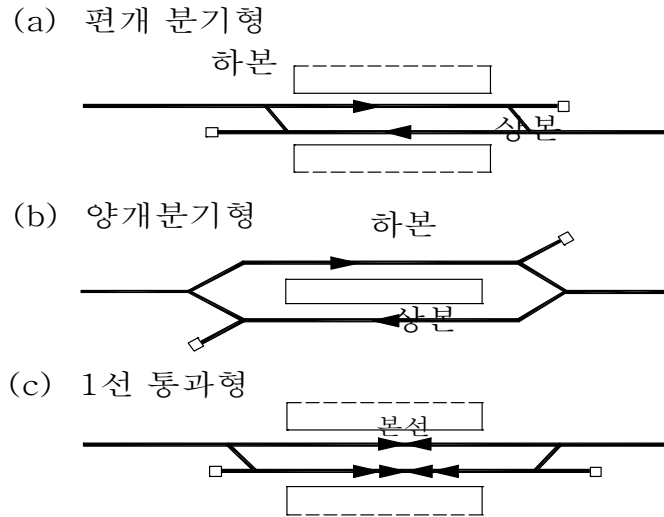 (a) 편개 분기형
하본
상본
(b) 양개분기형
하본
상본
(c) 1선 통과형
본선